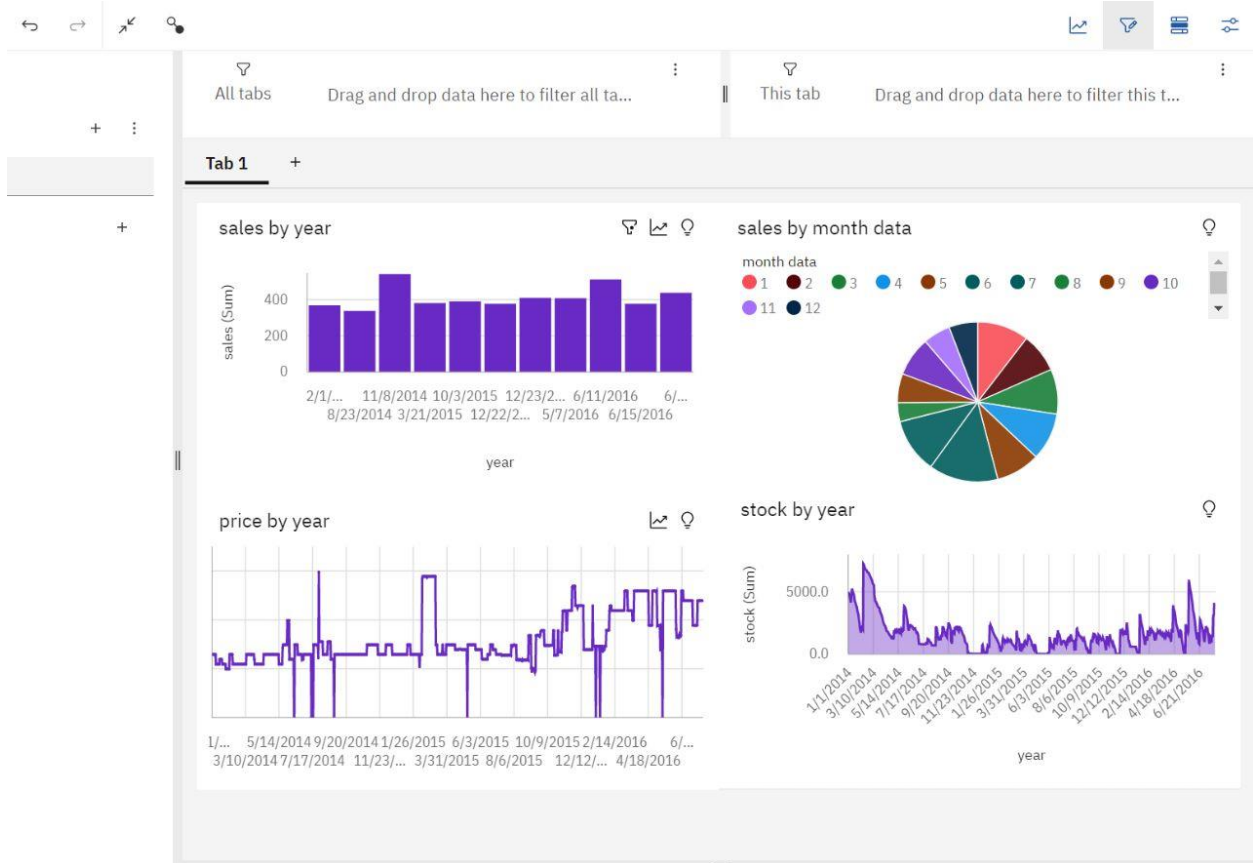 All tabs
Drag and drop data here to filter all ta...
This tab
Drag and drop data here to filter this t...
Tab 1 +
sales by year
sales (Sum)
400
200
0
2/1/... 11/8/2014 10/3/2015 12/23/2... 6/11/2016 6/...
8/23/2014 3/21/2015 12/22/2... 5/7/2016 6/15/2016
year
sales by month data
month data
1 2 3 4 5 6 7 8 9 10
11 12
price by year
1/... 5/14/2014 9/20/2014 1/26/2015 6/3/2015 10/9/2015 2/14/2016 6/...
3/10/2014 7/17/2014 11/23/... 3/31/2015 8/6/2015 12/12/... 4/18/2016
stock by year
stock (Sum)
5000.0
0.0
1/1/2014
3/10/2014
5/14/2014
7/17/2014
9/20/2014
11/23/2014
1/26/2015
3/31/2015
6/3/2015
8/6/2015
10/9/2015
12/12/2015
2/14/2016
4/18/2016
6/21/2016
year